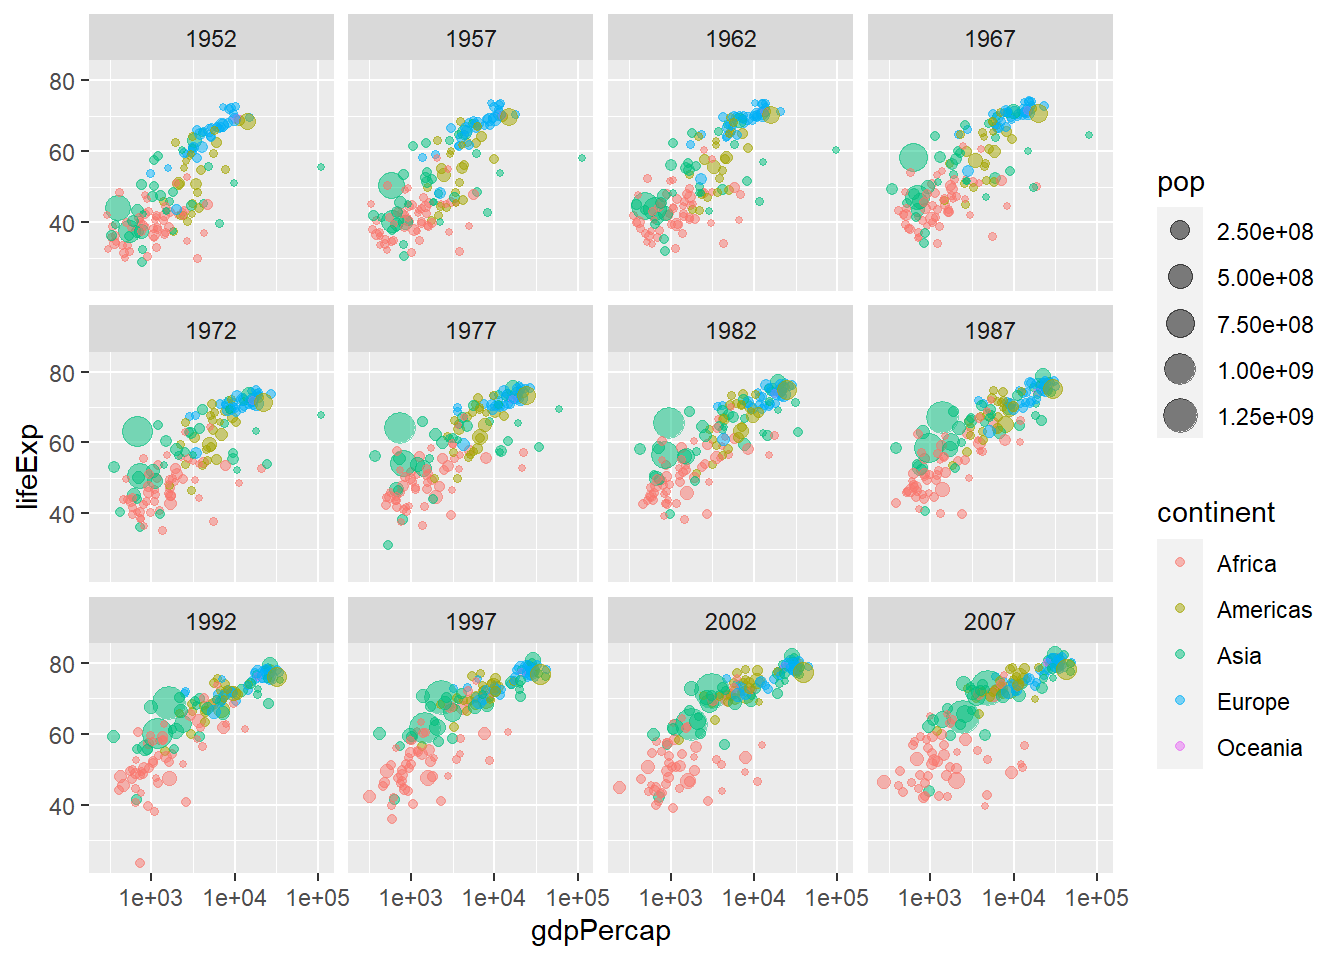 1952
1957
1962
1967
80
60
40
1972
1977
1982
1987
80
60
40
1992
1997
2002
2007
80
60
40
1e+03
1e+04
1e+05
1e+03
1e+04
1e+05
1e+03
1e+04
1e+05
1e+03
1e+04
1e+05
gdpPercap
lifeExp
pop
2.50e+08
5.00e+08
7.50e+08
1.00e+09
1.25e+09
continent
Africa
Americas
Asia
Europe
Oceania